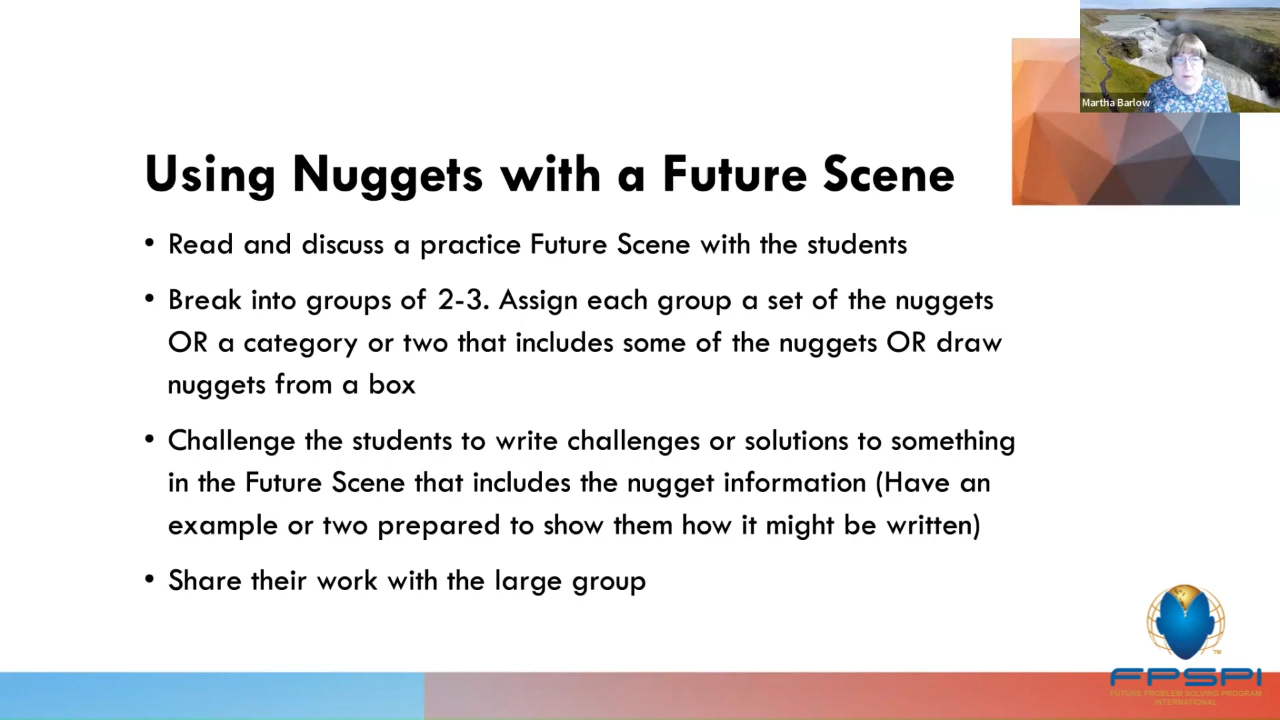 Martha Barlow
Using Nuggets with a Future Scene
• Read and discuss a practice Future Scene with the students
• Break into groups of 2-3. Assign each group a set of the nuggets
OR a category or two that includes some of the nuggets OR draw
nuggets from a box
• Challenge the students to write challenges or solutions to something
in the Future Scene that includes the nugget information (Have an
example or two prepared to show them how it might be written)
• Share their work with the large group
TM
FPSPI
FUTURE PROBLEM SOLVING PROGRAM
INTERNATIONAL